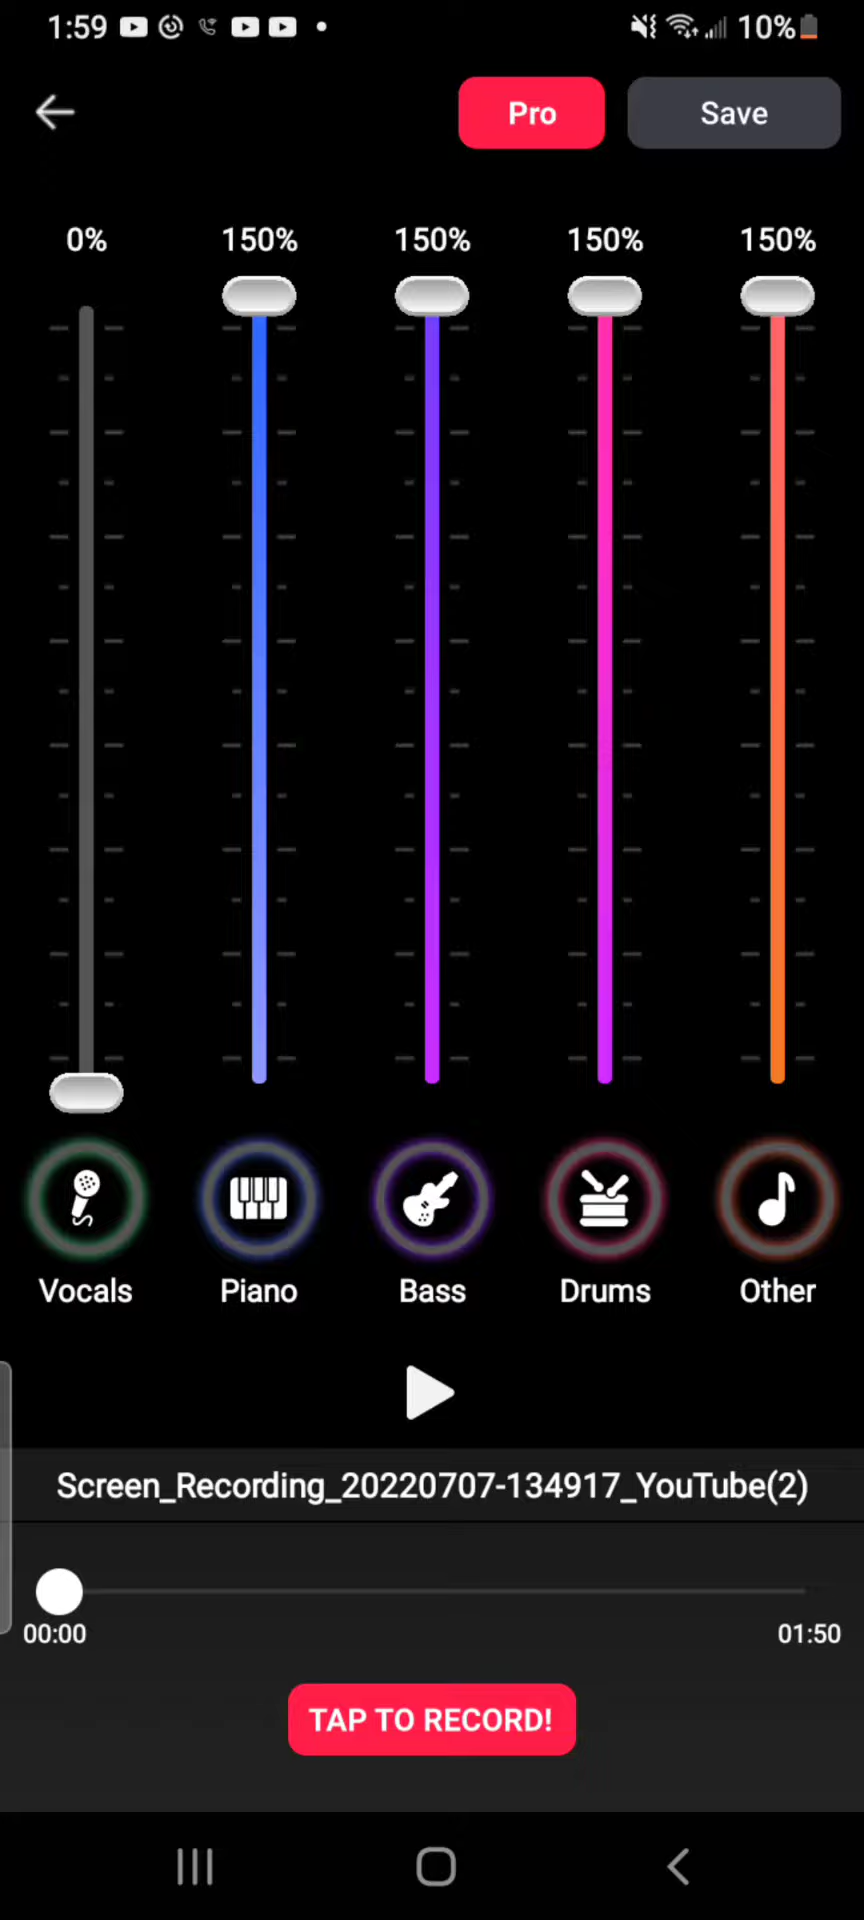 1:59 10%
Pro Save
0% 150% 150% 150% 150%
Vocals Piano Bass Drums Other
Screen_Recording_20220707-134917_YouTube(2)
00:00 01:50
TAP TO RECORD!